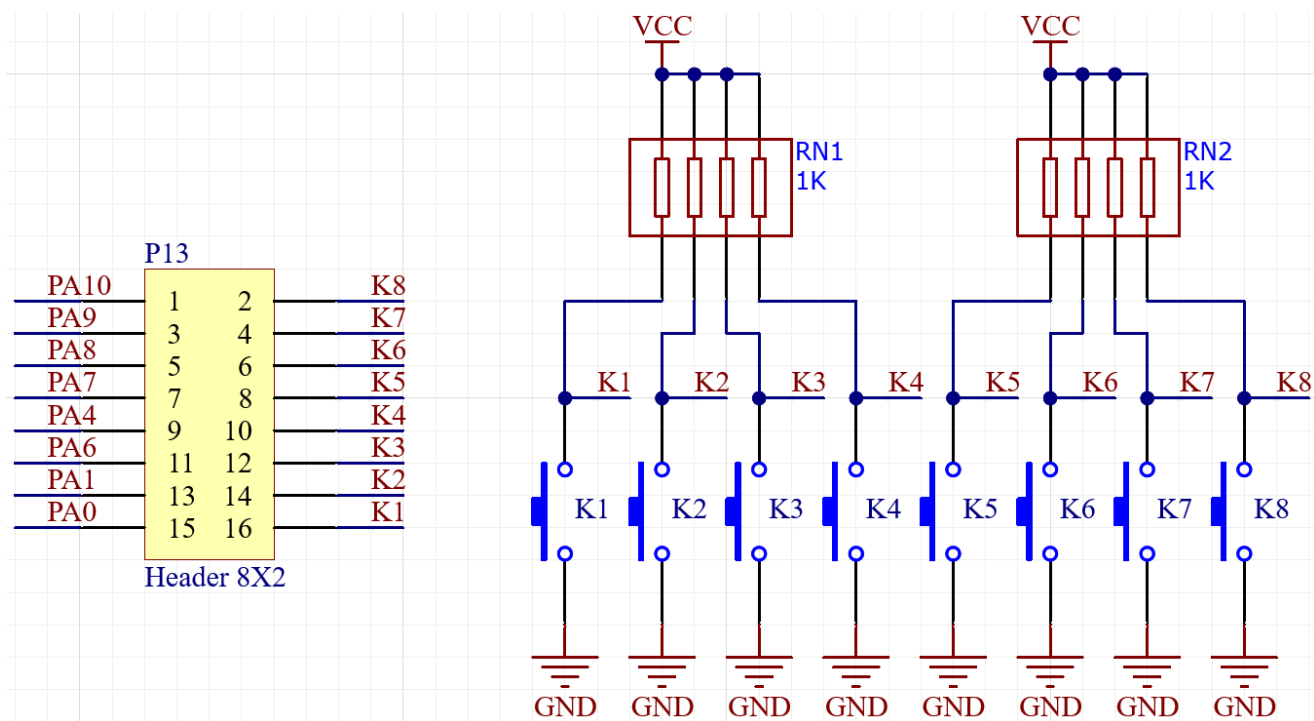 VCC VCC
RN1 RN2
1K 1K
P13
PA10 1 2 K8
PA9 3 4 K7
PA8 5 6 K6
PA7 7 8 K5
PA4 9 10 K4
PA6 11 12 K3
PA1 13 14 K2
PA0 15 16 K1
Header 8X2
K1 K2 K3 K4 K5 K6 K7 K8
K1 K2 K3 K4 K5 K6 K7 K8
GND GND GND GND GND GND GND GND